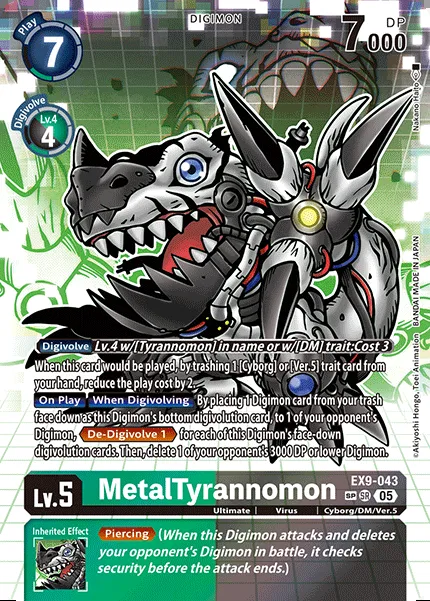 Play
7
DIGIMON
7000
DP
Digivolve
Lv.4
4
Nakano Haito
Digivolve Lv.4 w/[Tyrannomon] in name or w/[DM] trait:Cost 3
When this card would be played, by trashing 1 [Cyborg] or [Ver.5] trait card from
your hand, reduce the play cost by 2.
On Play When Digivolving By placing 1 Digimon card from your trash
face down as this Digimon's bottom digivolution card, to 1 of your opponent's
Digimon, De-Digivolve 1 for each of this Digimon's face-down
digivolution cards. Then, delete 1 of your opponent's 3000 DP or lower Digimon.
©Akiyoshi Hongo, Toei Animation BANDAI MADE IN JAPAN
Lv.5
MetalTyrannomon
EX9-043
SP SR 05
Ultimate | Virus | Cyborg/DM/Ver.5
Inherited Effect
Piercing (When this Digimon attacks and deletes
your opponent's Digimon in battle, it checks
security before the attack ends.)